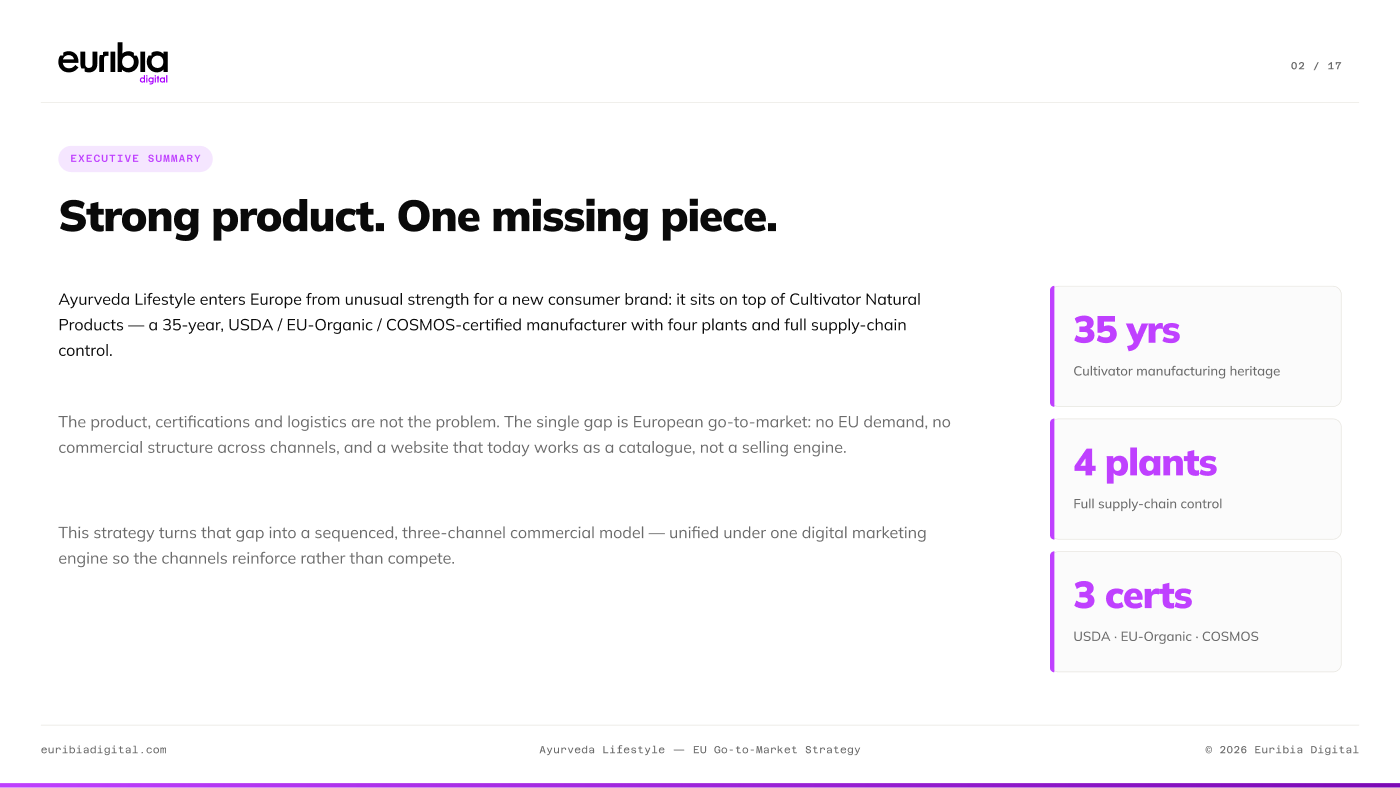 euribia
digital
02 / 17
EXECUTIVE SUMMARY
Strong product. One missing piece.
Ayurveda Lifestyle enters Europe from unusual strength for a new consumer brand: it sits on top of Cultivator Natural
Products — a 35-year, USDA / EU-Organic / COSMOS-certified manufacturer with four plants and full supply-chain
control.
The product, certifications and logistics are not the problem. The single gap is European go-to-market: no EU demand, no
commercial structure across channels, and a website that today works as a catalogue, not a selling engine.
This strategy turns that gap into a sequenced, three-channel commercial model — unified under one digital marketing
engine so the channels reinforce rather than compete.
35 yrs
Cultivator manufacturing heritage
4 plants
Full supply-chain control
3 certs
USDA · EU-Organic · COSMOS
euribiadigital.com
Ayurveda Lifestyle — EU Go-to-Market Strategy
© 2026 Euribia Digital